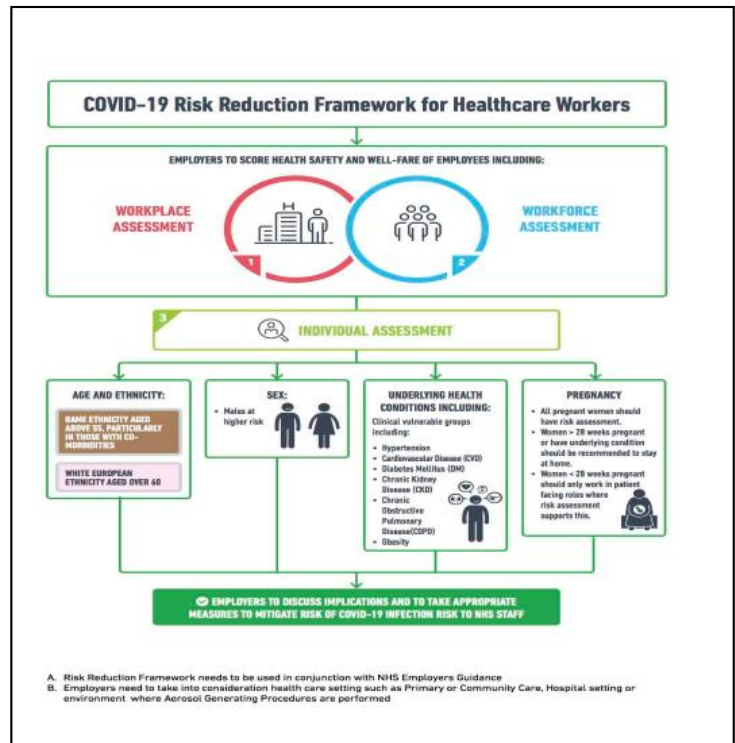 COVID-19 Risk Reduction Framework for Healthcare Workers
EMPLOYERS TO SCORE HEALTH SAFETY AND WELL-FARE OF EMPLOYEES INCLUDING:
WORKPLACE
ASSESSMENT
1
WORKFORCE
ASSESSMENT
2
3
INDIVIDUAL ASSESSMENT
AGE AND ETHNICITY:
BAME ETHNICITY AGED
ABOVE 55, PARTICULARLY
IN THOSE WITH CO-
MORBIDITIES
WHITE EUROPEAN
ETHNICITY AGED OVER 60
SEX:
• Males at
higher risk
UNDERLYING HEALTH
CONDITIONS INCLUDING:
Clinical vulnerable groups
including:
• Hypertension
• Cardiovascular Disease (CVD)
• Diabetes Mellitus (DM)
• Chronic Kidney
Disease (CKD)
• Chronic
Obstructive
Pulmonary
Disease(COPD)
• Obesity
PREGNANCY
• All pregnant women should
have risk assessment.
• Women > 28 weeks pregnant
or have underlying condition
should be recommended to stay
at home.
• Women < 28 weeks pregnant
should only work in patient
facing roles where
risk assessment
supports this.
EMPLOYERS TO DISCUSS IMPLICATIONS AND TO TAKE APPROPRIATE
MEASURES TO MITIGATE RISK OF COVID-19 INFECTION RISK TO NHS STAFF
A. Risk Reduction Framework needs to be used in conjunction with NHS Employers Guidance
B. Employers need to take into consideration health care setting such as Primary or Community Care, Hospital setting or
environment where Aerosol Generating Procedures are performed